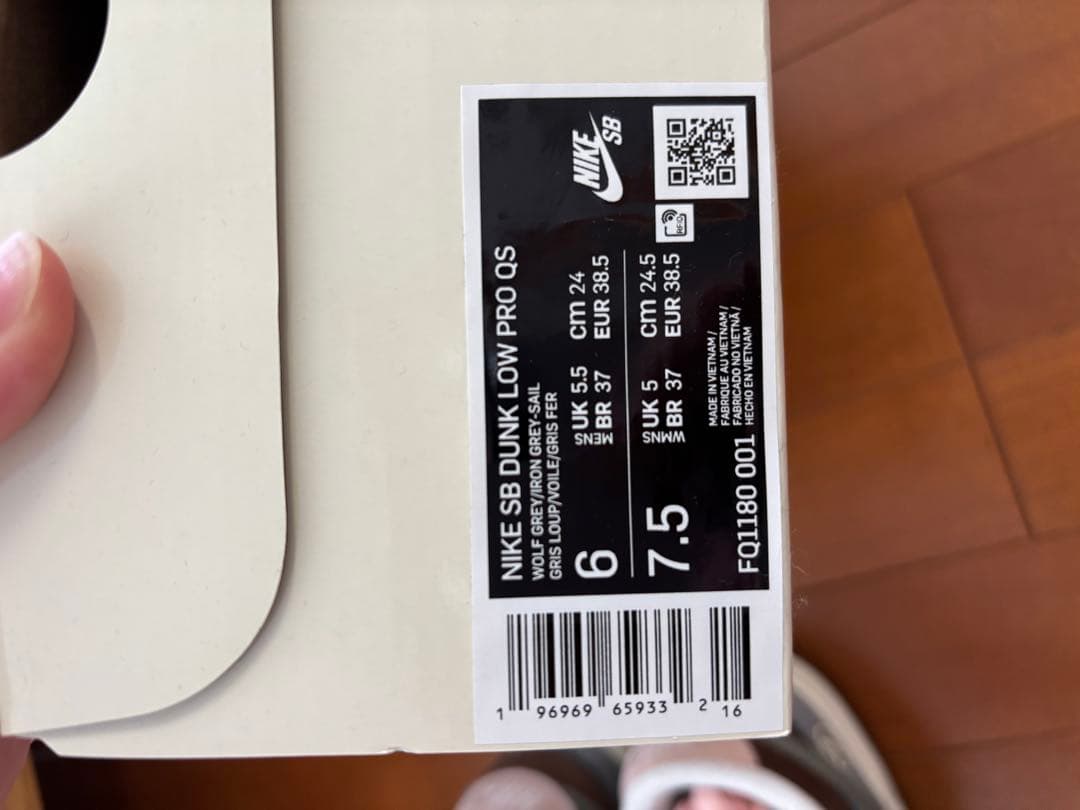 NIKE SB
RFID
NIKE SB DUNK LOW PRO QS
WOLF GREY/IRON GREY-SAIL
GRIS LOUP/VOILE/GRIS FER
6 MENS UK 5.5 cm 24
BR 37 EUR 38.5
7.5 WMNS UK 5 cm 24.5
BR 37 EUR 38.5
MADE IN VIETNAM /
FABRIQUE AU VIETNAM /
FABRICADO NO VIETNÃ /
HECHO EN VIETNAM
FQ1180 001
1 96969 65933 2 16